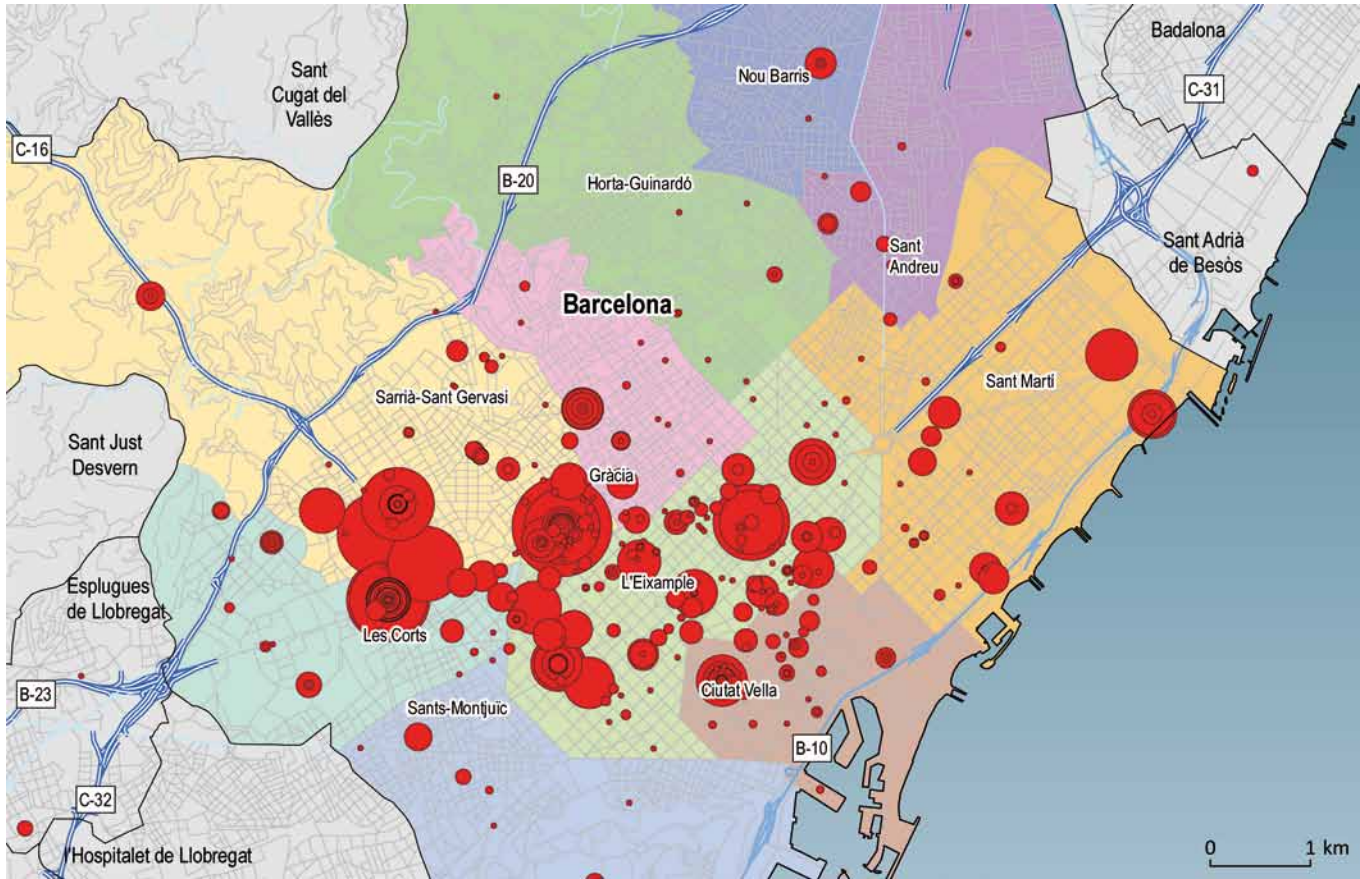 Badalona
Nou Barris
Sant
Cugat del
Vallès
C-31
C-16
B-20
Horta-Guinardó
Sant
Andreu
Sant Adrià
de Besòs
Barcelona
Sant Martí
Sarrià-Sant Gervasi
Sant Just
Desvern
Gràcia
Esplugues
de Llobregat
L'Eixample
Les Corts
B-23
Ciutat Vella
Sants-Montjuïc
B-10
C-32
l'Hospitalet de Llobregat
0 1 km